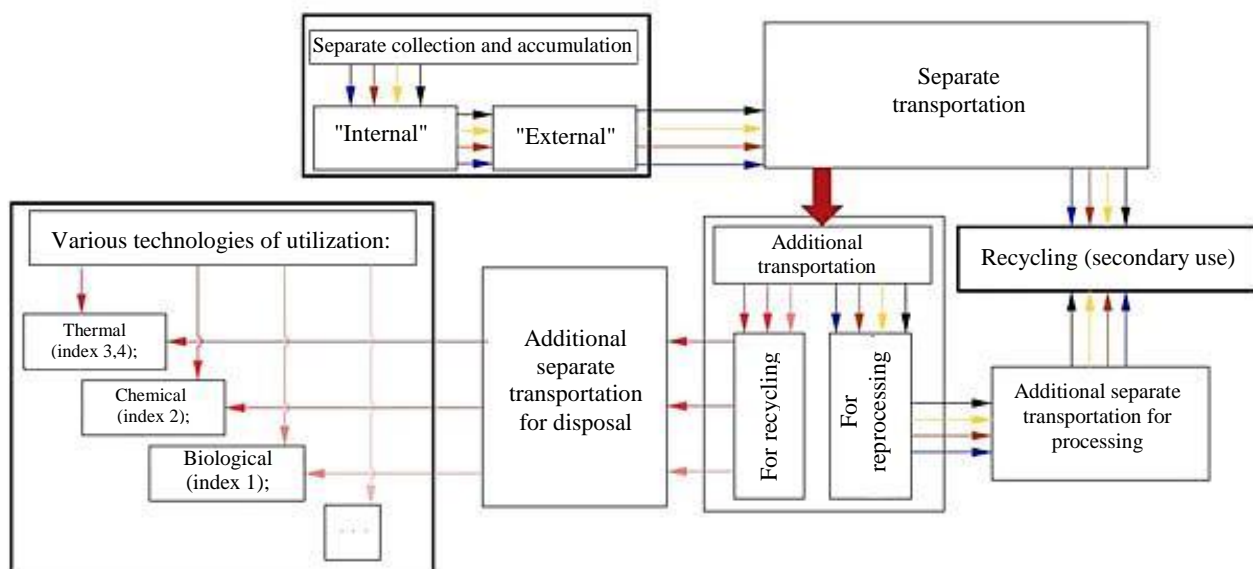 Separate collection and accumulation
"Internal"
"External"
Separate
transportation
Various technologies of utilization:
Thermal
(index 3,4);
Chemical
(index 2);
Biological
(index 1);
. . .
Additional
separate
transportation
for disposal
Additional
transportation
For recycling
For
reprocessing
Recycling (secondary use)
Additional separate
transportation for
processing